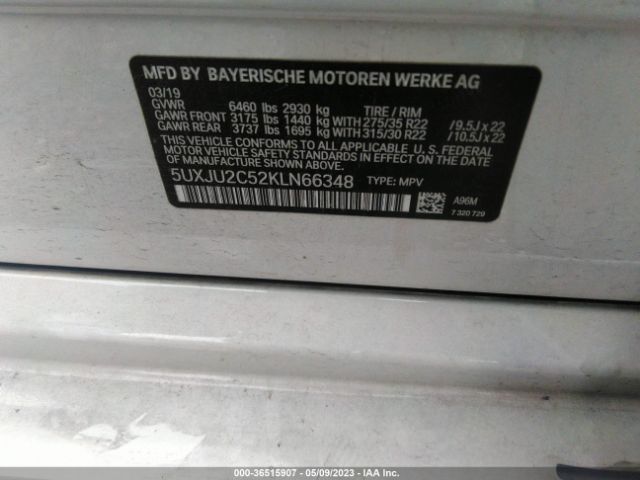 MFD BY BAYERISCHE MOTOREN WERKE AG
03/19
GVWR 6460 lbs 2930 kg TIRE / RIM
GAWR FRONT 3175 lbs 1440 kg WITH 275/35 R22 /9.5J x 22
GAWR REAR 3737 lbs 1695 kg WITH 315/30 R22 /10.5J x 22
THIS VEHICLE CONFORMS TO ALL APPLICABLE U. S. FEDERAL
MOTOR VEHICLE SAFETY STANDARDS IN EFFECT ON THE
DATE OF MANUFACTURE SHOWN ABOVE.
5UXJU2C52KLN66348 TYPE: MPV
A96M
7 320 729
000-36515907 - 05/09/2023 - IAA Inc.